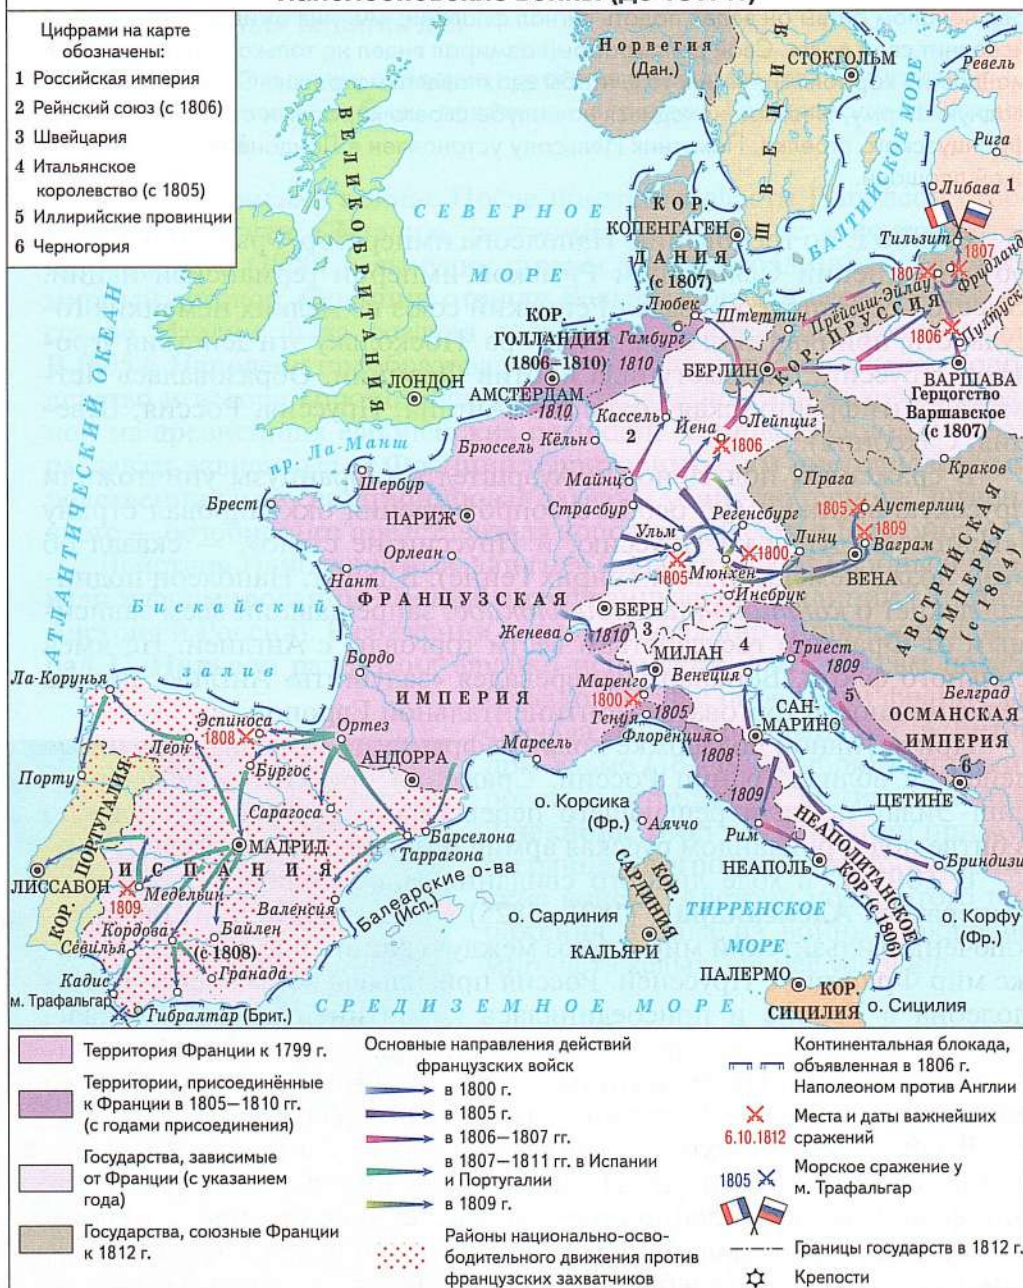 Цифрами на карте
обозначены:
1 Российская империя
2 Рейнский союз (с 1806)
3 Швейцария
4 Итальянское
королевство (с 1805)
5 Иллирийские провинции
6 Черногория
Норвегия
(Дан.)
СТОКГОЛЬМ
ШВЕЦИЯ
Ревель
Рига
Либава 1
БАЛТИЙСКОЕ МОРЕ
ВЕЛИКОБРИТАНИЯ
СЕВЕРНОЕ
МОРЕ
КОР.
КОПЕНГАГЕН
ДАНИЯ
(с 1807)
Тильзит
1807
1807
Фридланд
Прейсиш-Эйлау
КОР. ПРУССИЯ
1806
Пултуск
Любек
Штеттин
КОР.
ГОЛЛАНДИЯ
(1806–1810)
Гамбург
1810
БЕРЛИН
ВАРШАВА
Герцогство
Варшавское
(с 1807)
ЛОНДОН
АМСТЕРДАМ
1810
АТЛАНТИЧЕСКИЙ ОКЕАН
пр. Ла-Манш
Брюссель
Кёльн
Кассель
2
Йена
Лейпциг
1806
Краков
Шербур
Майнц
Прага
Брест
ПАРИЖ
Страсбург
Регенсбург
1805
Аустерлиц
1809
Ваграм
Орлеан
Ульм
1805
Мюнхен
1800
Линц
ВЕНА
АВСТРИЙСКАЯ
ИМПЕРИЯ
(с 1804)
Нант
Инсбрук
ФРАНЦУЗСКАЯ
БЕРН
Бискайский
залив
Женева
1810
3
МИЛАН
4
Триест
1809
Бордо
ИМПЕРИЯ
Маренго
1800
Венеция
Генуя
1805
САН-
МАРИНО
5
Белград
ОСМАНСКАЯ
ИМПЕРИЯ
Ла-Корунья
Эспиноса
1808
Ортез
Марсель
Флоренция
1808
6
Леон
Бургос
АНДОРРА
ЦЕТИНЕ
Порту
КОР. ПОРТУГАЛИЯ
Сарагоса
о. Корсика
(Фр.)
Аяччо
1809
Рим
НЕАПОЛИТАНСКОЕ
КОР. (с 1806)
МАДРИД
Барселона
Таррагона
НЕАПОЛЬ
Бриндизи
ИСПАНИЯ
(с 1808)
ЛИССАБОН
1809
Медельин
Валенсия
Балеарские о-ва
(Исп.)
о. Сардиния
КОР.
САРДИНИЯ
ТИРРЕНСКОЕ
МОРЕ
о. Корфу
(Фр.)
Кордова
Байлен
Севилья
Гранада
КАЛЬЯРИ
Кадис
м. Трафальгар
Гибралтар (Брит.)
ПАЛЕРМО
КОР.
СИЦИЛИЯ
о. Сицилия
СРЕДИЗЕМНОЕ МОРЕ
Территория Франции к 1799 г.
Территории, присоединённые
к Франции в 1805–1810 гг.
(с годами присоединения)
Государства, зависимые
от Франции (с указанием
года)
Государства, союзные Франции
к 1812 г.
Основные направления действий
французских войск
в 1800 г.
в 1805 г.
в 1806–1807 гг.
в 1807–1811 гг. в Испании
и Португалии
в 1809 г.
Районы национально-осво-
бодительного движения против
французских захватчиков
Континентальная блокада,
объявленная в 1806 г.
Наполеоном против Англии
Места и даты важнейших
6.10.1812 сражений
Морское сражение у
1805 м. Трафальгар
Границы государств в 1812 г.
Крепости